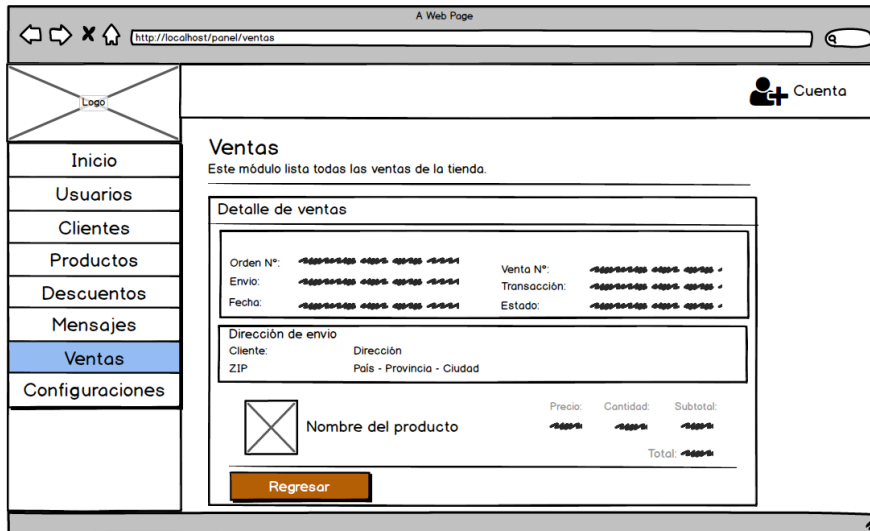 A Web Page
http://localhost/panel/ventas
Logo
Cuenta
Inicio
Usuarios
Clientes
Productos
Descuentos
Mensajes
Ventas
Configuraciones
Ventas
Este módulo lista todas las ventas de la tienda.
Detalle de ventas
Orden Nº:
Envio:
Fecha:
Venta Nº:
Transacción:
Estado:
Dirección de envio
Cliente: Dirección
ZIP País - Provincia - Ciudad
Nombre del producto
Precio: Cantidad: Subtotal:
Total:
Regresar